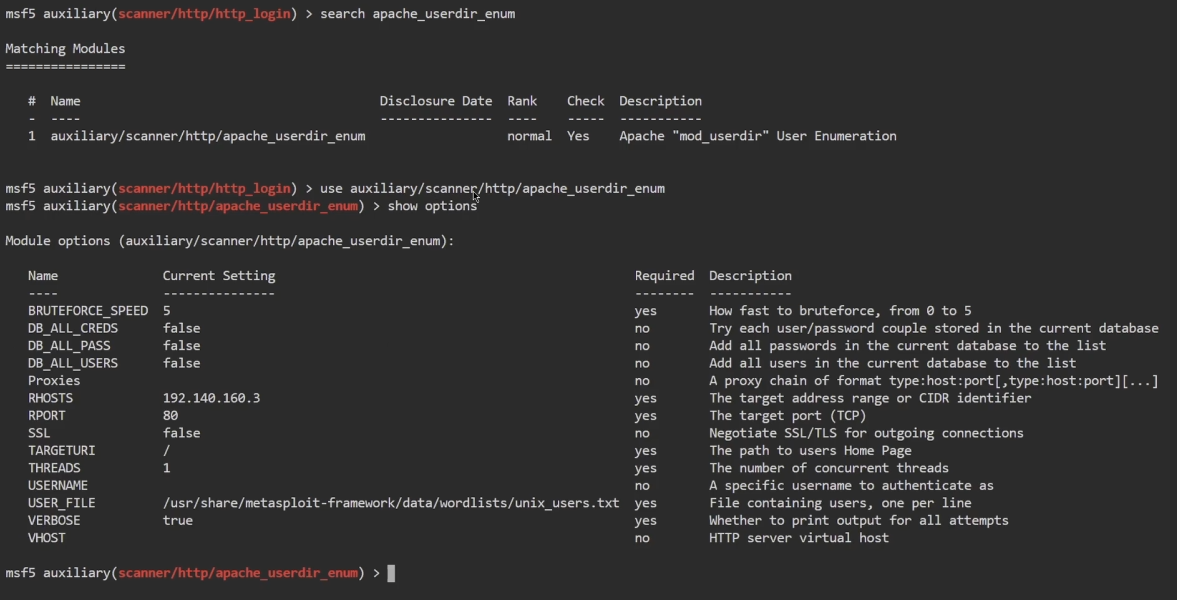 msf5 auxiliary(scanner/http/http_login) > search apache_userdir_enum
Matching Modules
================
# Name Disclosure Date Rank Check Description
- ---- --------------- ---- ----- -----------
1 auxiliary/scanner/http/apache_userdir_enum normal Yes Apache "mod_userdir" User Enumeration
msf5 auxiliary(scanner/http/http_login) > use auxiliary/scanner/http/apache_userdir_enum
msf5 auxiliary(scanner/http/apache_userdir_enum) > show options
Module options (auxiliary/scanner/http/apache_userdir_enum):
Name Current Setting Required Description
---- --------------- -------- -----------
BRUTEFORCE_SPEED 5 yes How fast to bruteforce, from 0 to 5
DB_ALL_CREDS false no Try each user/password couple stored in the current database
DB_ALL_PASS false no Add all passwords in the current database to the list
DB_ALL_USERS false no Add all users in the current database to the list
Proxies no A proxy chain of format type:host:port[,type:host:port][...]
RHOSTS 192.140.160.3 yes The target address range or CIDR identifier
RPORT 80 yes The target port (TCP)
SSL false no Negotiate SSL/TLS for outgoing connections
TARGETURI / yes The path to users Home Page
THREADS 1 yes The number of concurrent threads
USERNAME no A specific username to authenticate as
USER_FILE /usr/share/metasploit-framework/data/wordlists/unix_users.txt yes File containing users, one per line
VERBOSE true yes Whether to print output for all attempts
VHOST no HTTP server virtual host
msf5 auxiliary(scanner/http/apache_userdir_enum) >